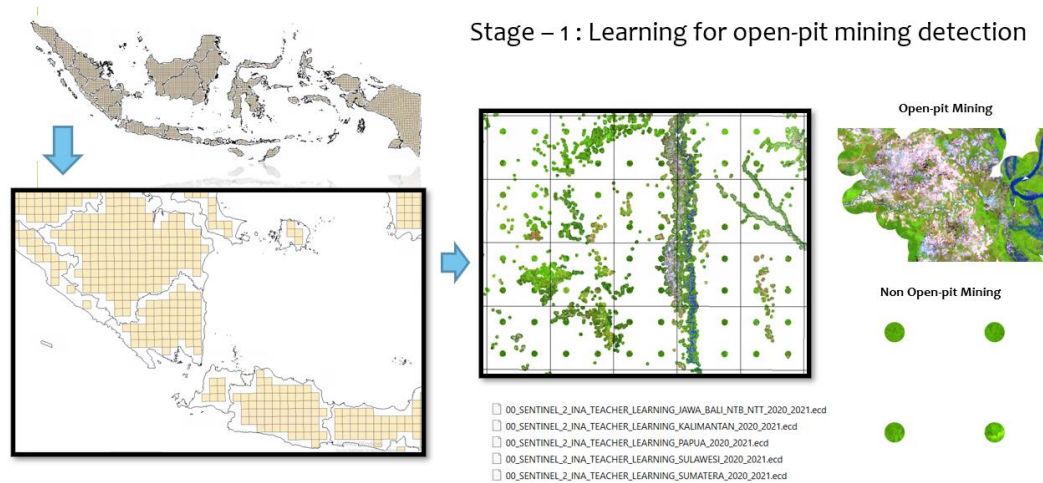 Stage – 1 : Learning for open-pit mining detection
Open-pit Mining
Non Open-pit Mining
00_SENTINEL_2_INA_TEACHER_LEARNING_JAWA_BALI_NTB_NTT_2020_2021.ecd
00_SENTINEL_2_INA_TEACHER_LEARNING_KALIMANTAN_2020_2021.ecd
00_SENTINEL_2_INA_TEACHER_LEARNING_PAPUA_2020_2021.ecd
00_SENTINEL_2_INA_TEACHER_LEARNING_SULAWESI_2020_2021.ecd
00_SENTINEL_2_INA_TEACHER_LEARNING_SUMATERA_2020_2021.ecd